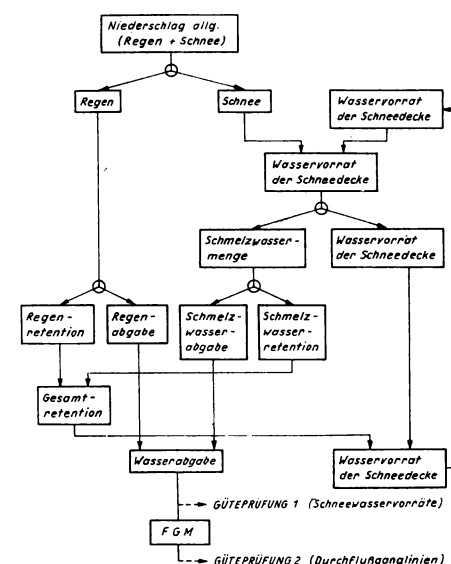 Niederschlag allg.
(Regen + Schnee)
Regen
Schnee
Wasservorrat
der Schneedecke
Wasservorrat
der Schneedecke
Schmelzwasser-
menge
Wasservorrat
der Schneedecke
Regen-
retention
Regen-
abgabe
Schmelz-
wasser-
abgabe
Schmelz-
wasser-
retention
Gesamt-
retention
Wasserabgabe
Wasservorrat
der Schneedecke
GÜTEPRÜFUNG 1 (Schneewasservorräte)
F G M
GÜTEPRÜFUNG 2 (Durchflußganglinien)